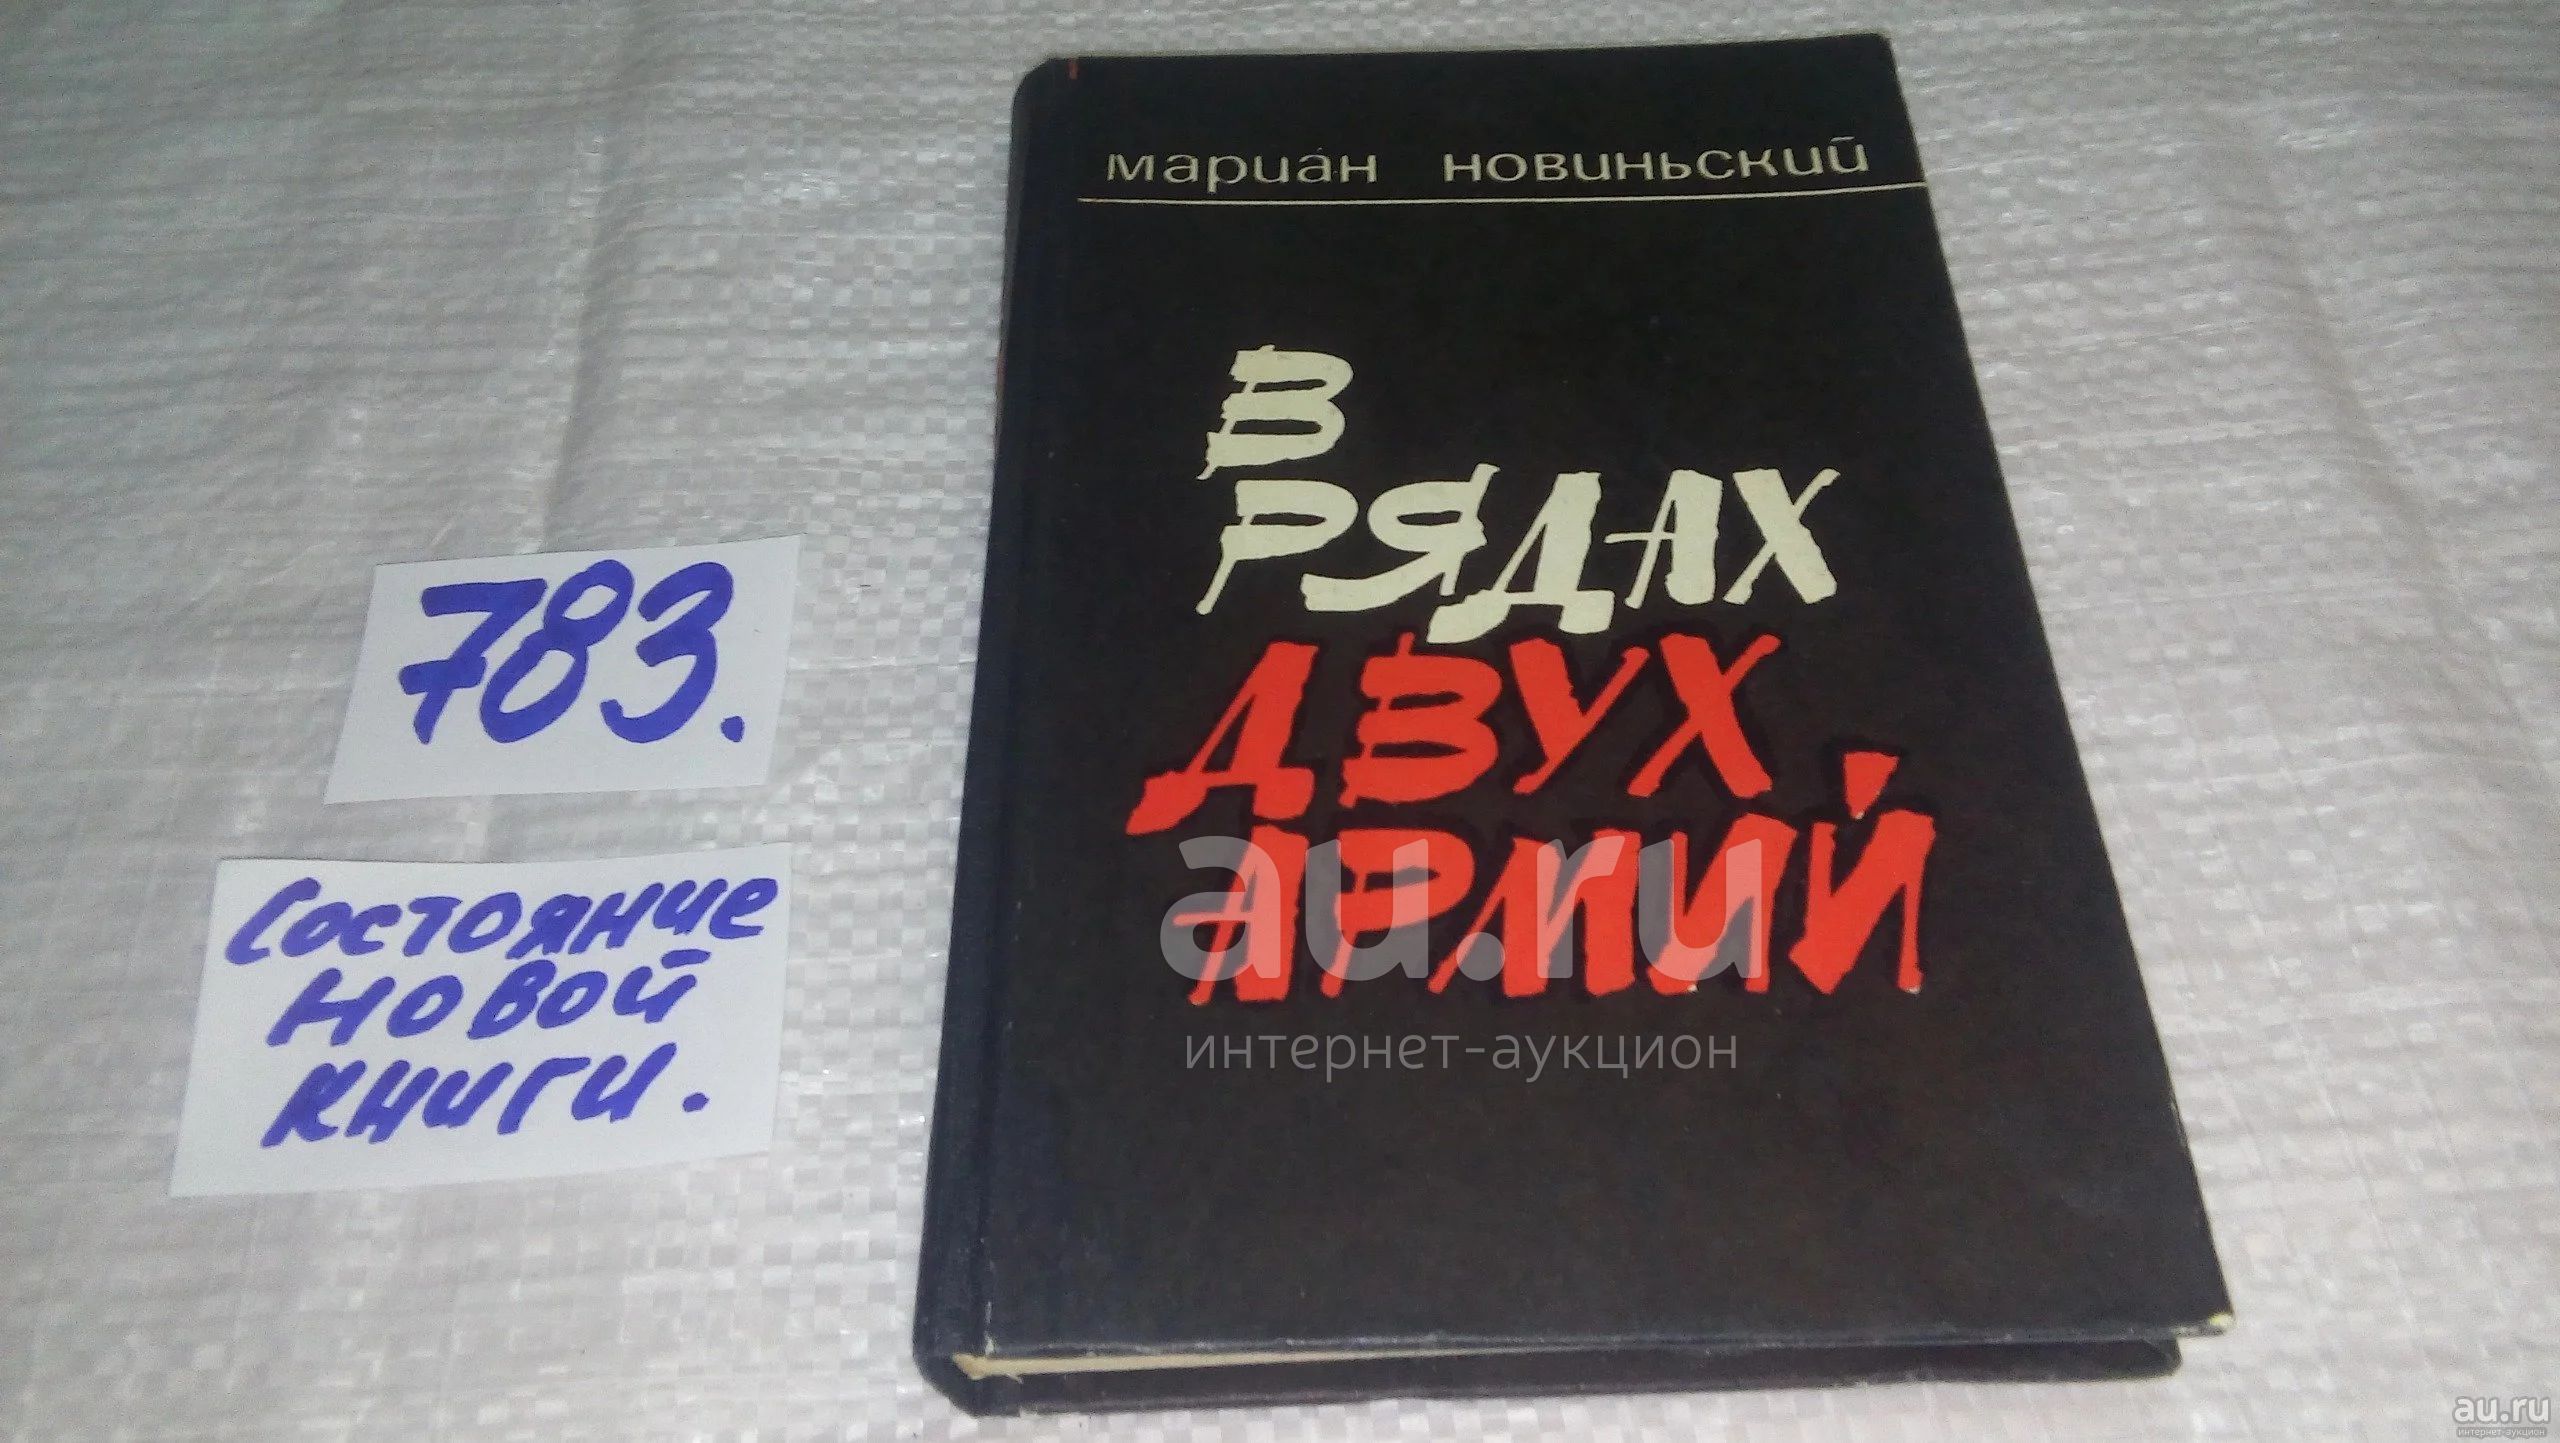 783.
Состояние
новой
книги.
мариан новиньский
В
РЯДАХ
ДВУХ
АРМИЙ
au.ru
интернет-аукцион
au.ru
интернет-аукцион